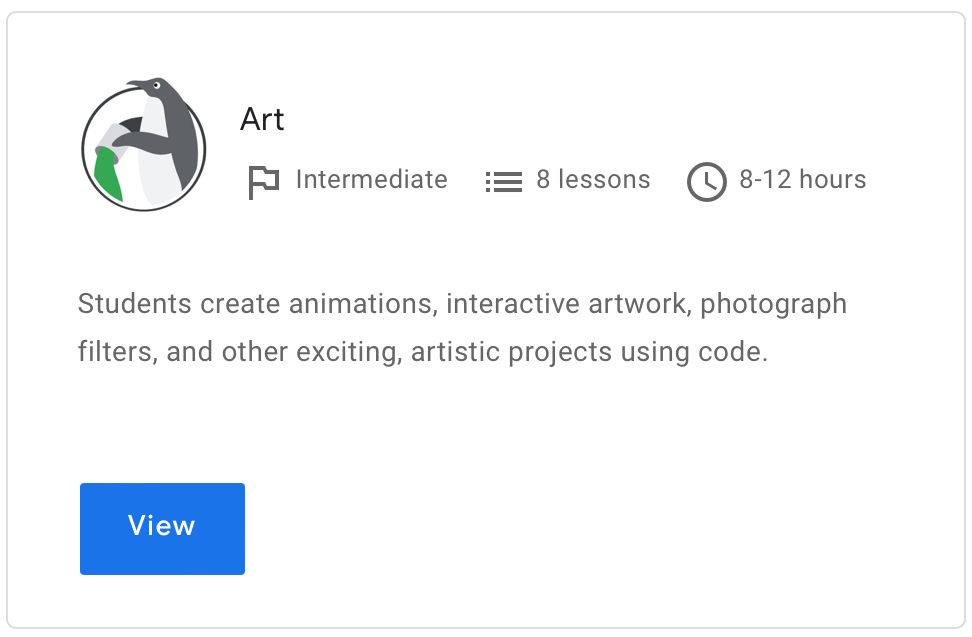 Art
Intermediate 8 lessons 8-12 hours
Students create animations, interactive artwork, photograph
filters, and other exciting, artistic projects using code.
View